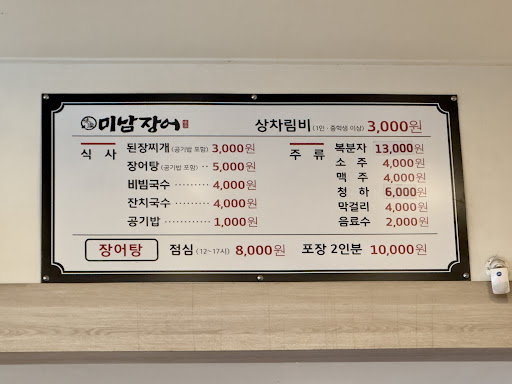 미남장어
상차림비 (1인 · 중학생 이상) 3,000원
식 사
된장찌개 (공기밥 포함) 3,000원
장어탕 (공기밥 포함) ·· 5,000원
비빔국수 ········· 4,000원
잔치국수 ········· 4,000원
공기밥 ············ 1,000원
주 류
복분자 13,000원
소 주 4,000원
맥 주 4,000원
청 하 6,000원
막걸리 4,000원
음료수 2,000원
장어탕 점심 (12~17시) 8,000원 포장 2인분 10,000원